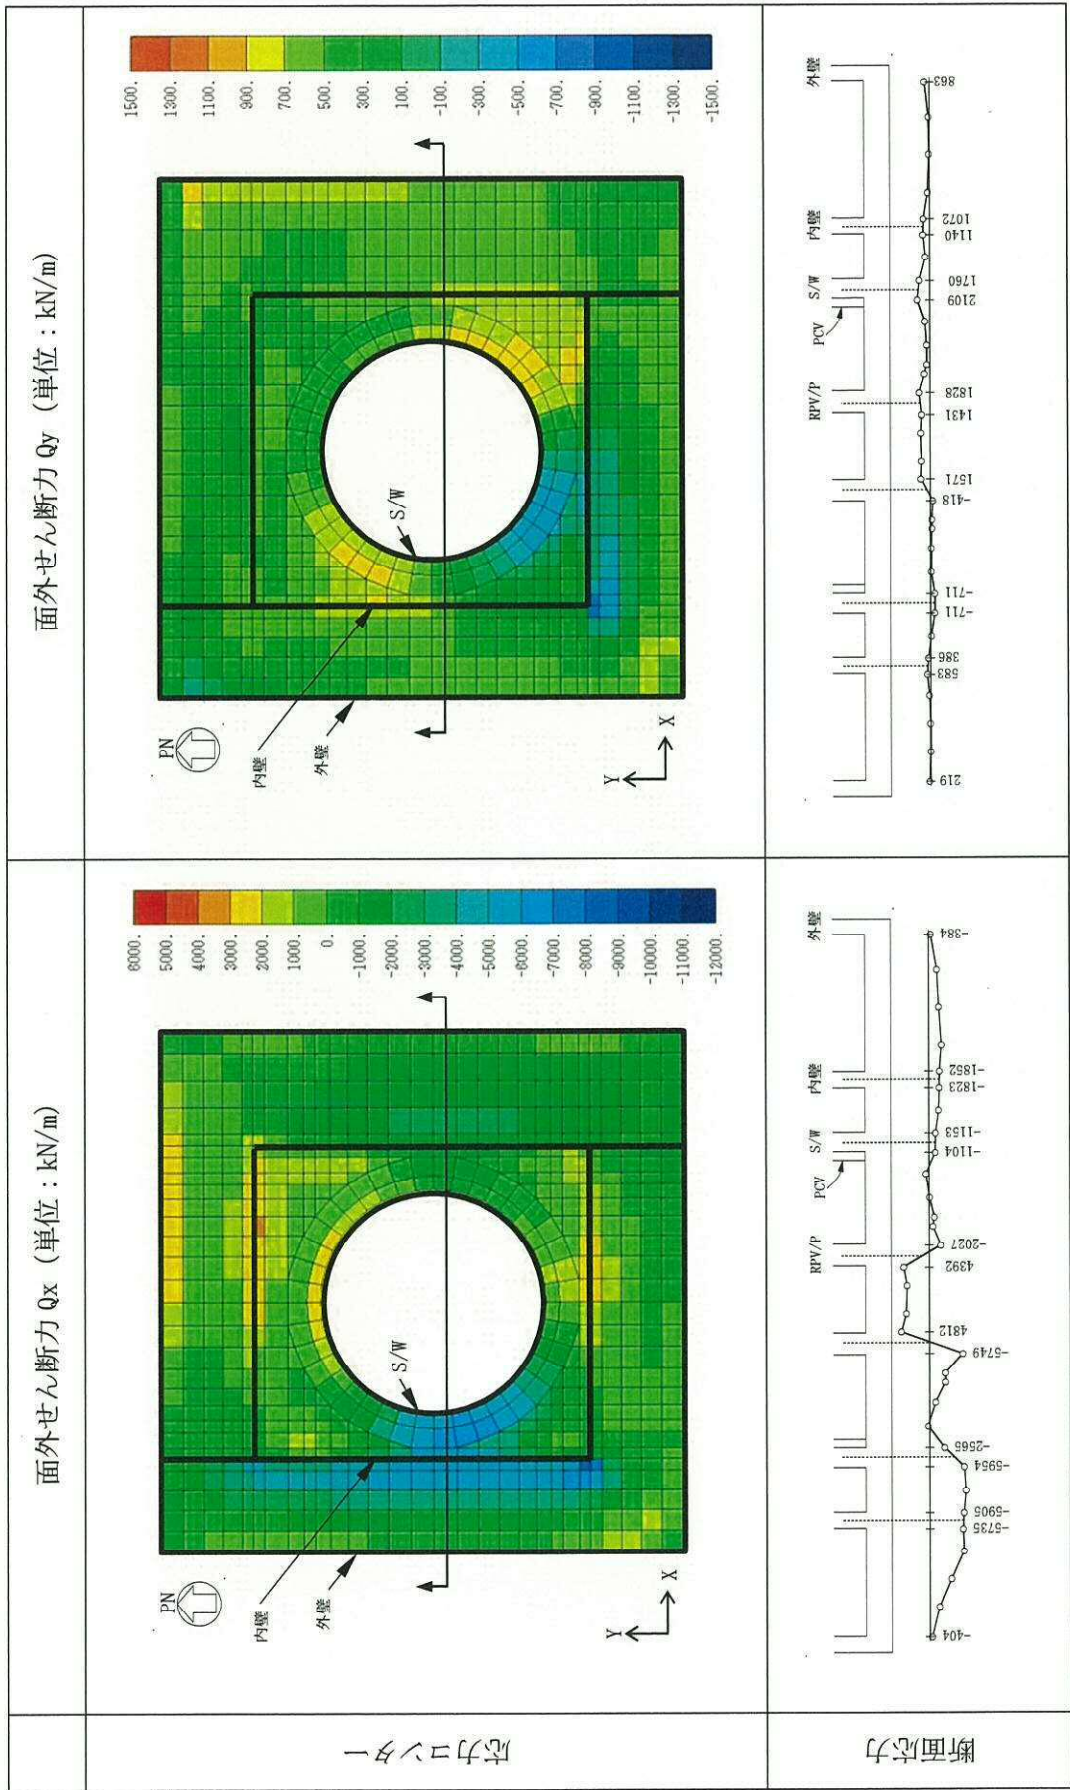 面外せん断力 Qx (単位：kN/m)
面外せん断力 Qy (単位：kN/m)
応力コンター
PN
内壁
外壁
S/W
Y
X
6000.
5000.
4000.
3000.
2000.
1000.
0.
-1000.
-2000.
-3000.
-4000.
-5000.
-6000.
-7000.
-8000.
-9000.
-10000.
-11000.
-12000.
PN
内壁
外壁
S/W
Y
X
1500.
1300.
1100.
900.
700.
500.
300.
100.
-100.
-300.
-500.
-700.
-900.
-1100.
-1300.
-1500.
断面応力
RPV/P
PCV
S/W
内壁
外壁
-404
-5735
-5905
-5954
-2565
-5749
4812
4392
-2027
-1104
-1153
-1823
-1852
-384
RPV/P
PCV
S/W
内壁
外壁
219
583
386
-711
-711
-418
1571
1431
1828
2109
1760
1140
1072
863